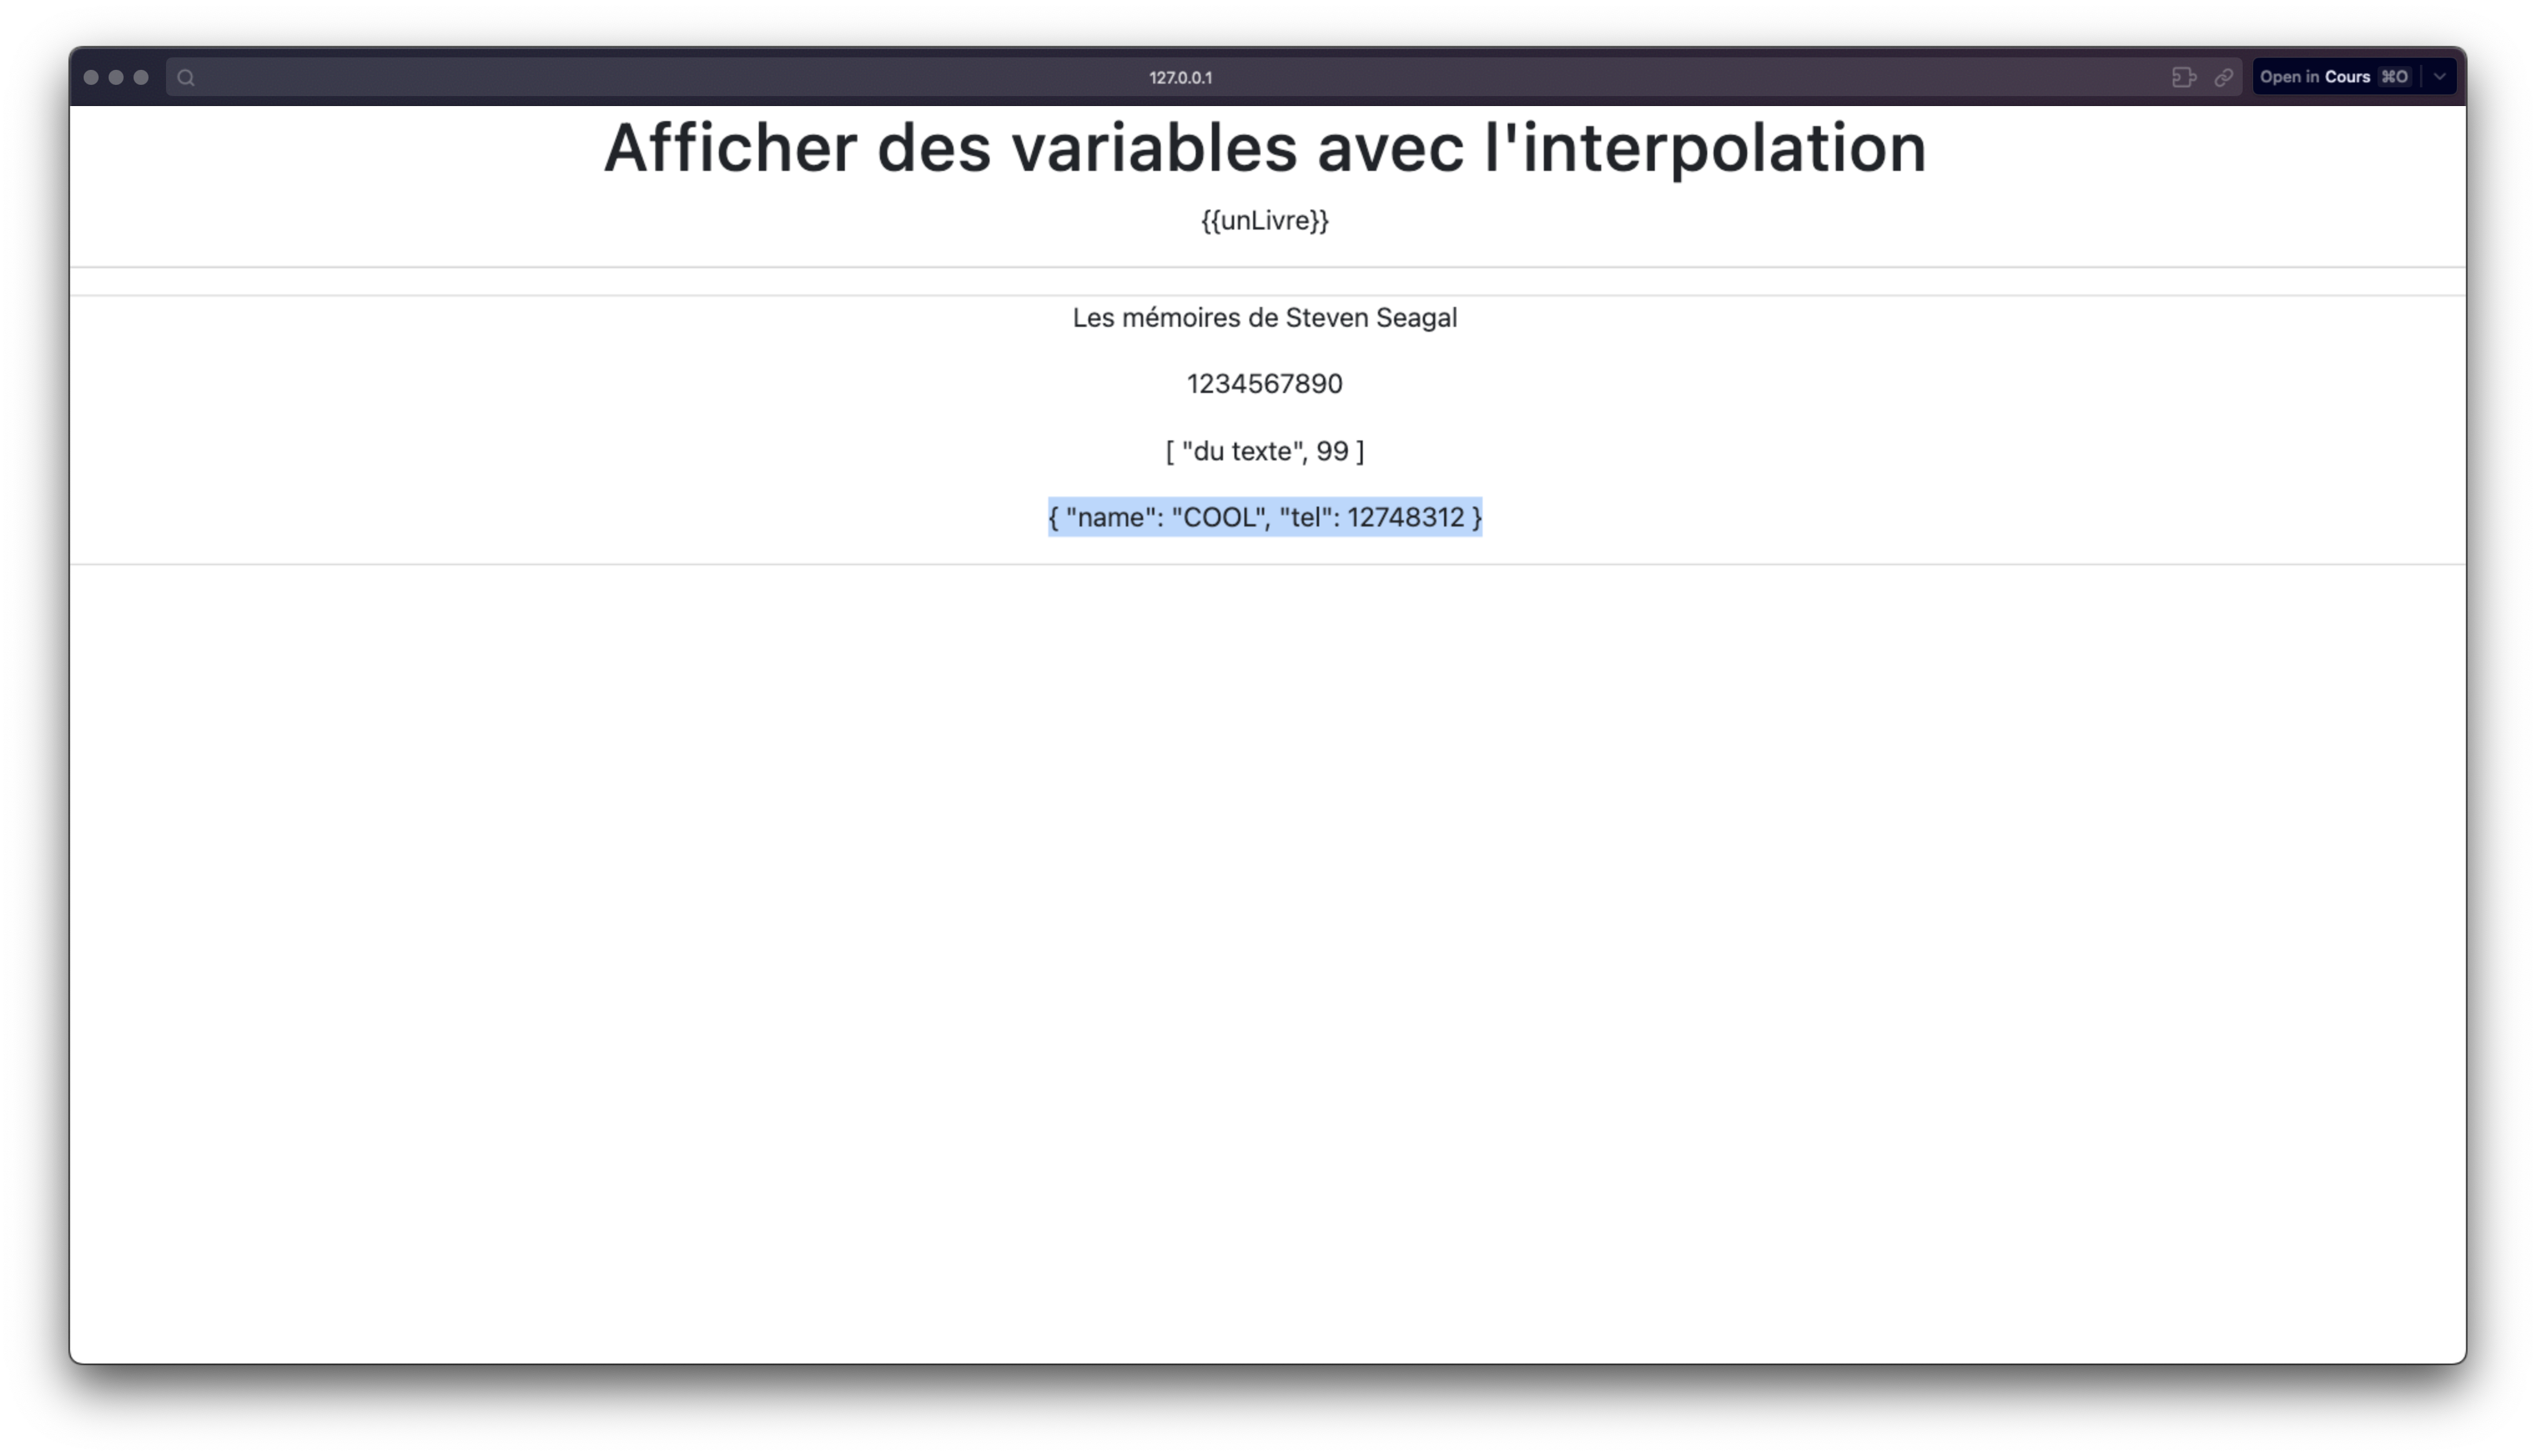 127.0.0.1
Open in Cours ⌘O
Afficher des variables avec l'interpolation
{{unLivre}}
Les mémoires de Steven Seagal
1234567890
[ "du texte", 99 ]
{ "name": "COOL", "tel": 12748312 }